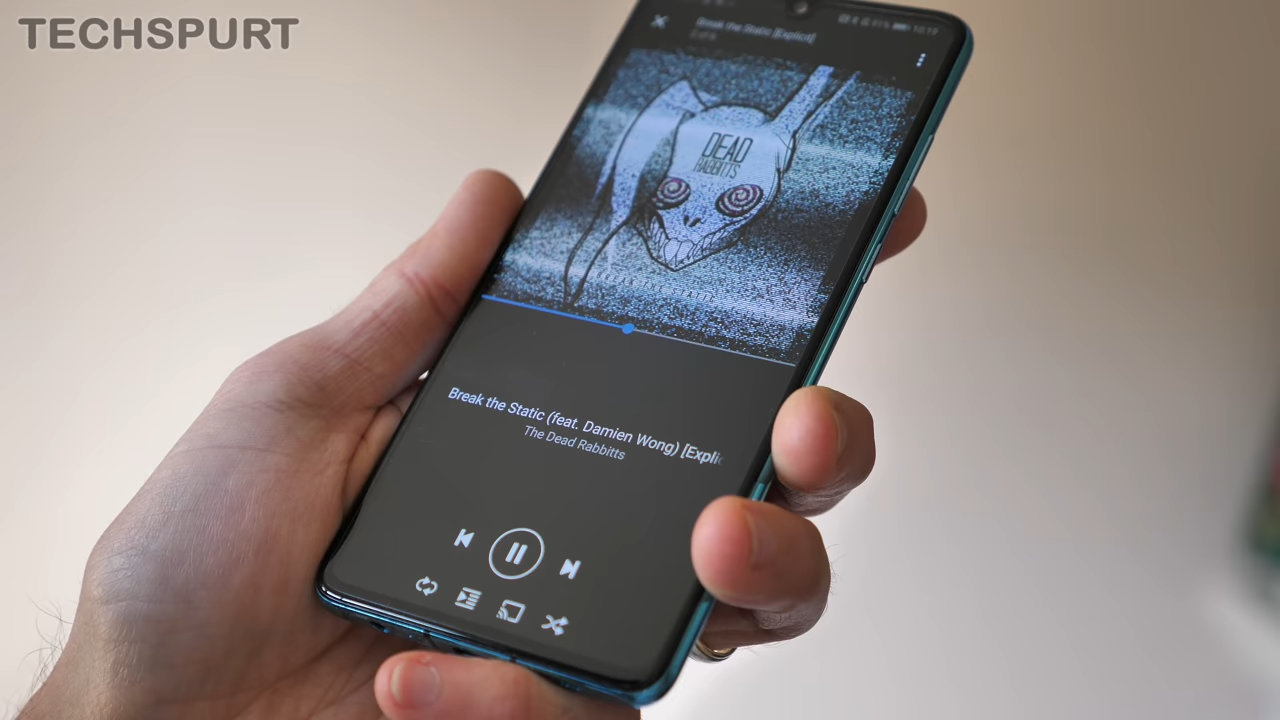 TECHSPURT
Break the Static [Explicit]
DEAD
RABBITTS
Break the Static (feat. Damien Wong) [Explic
The Dead Rabbitts